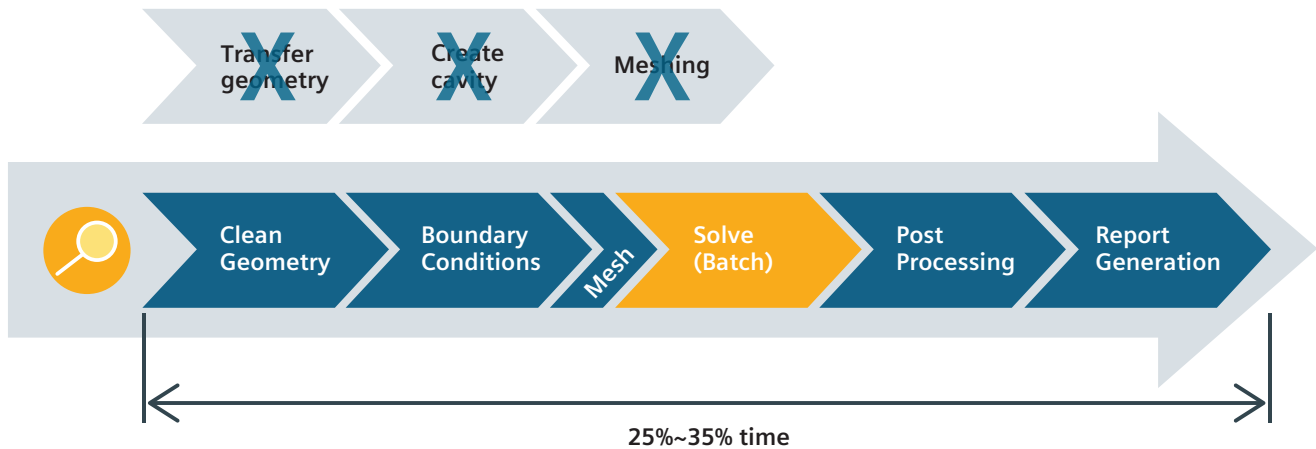 Transfer
geometry
X
Create
cavity
X
Meshing
X
Clean
Geometry
Boundary
Conditions
Mesh
Solve
(Batch)
Post
Processing
Report
Generation
25%~35% time